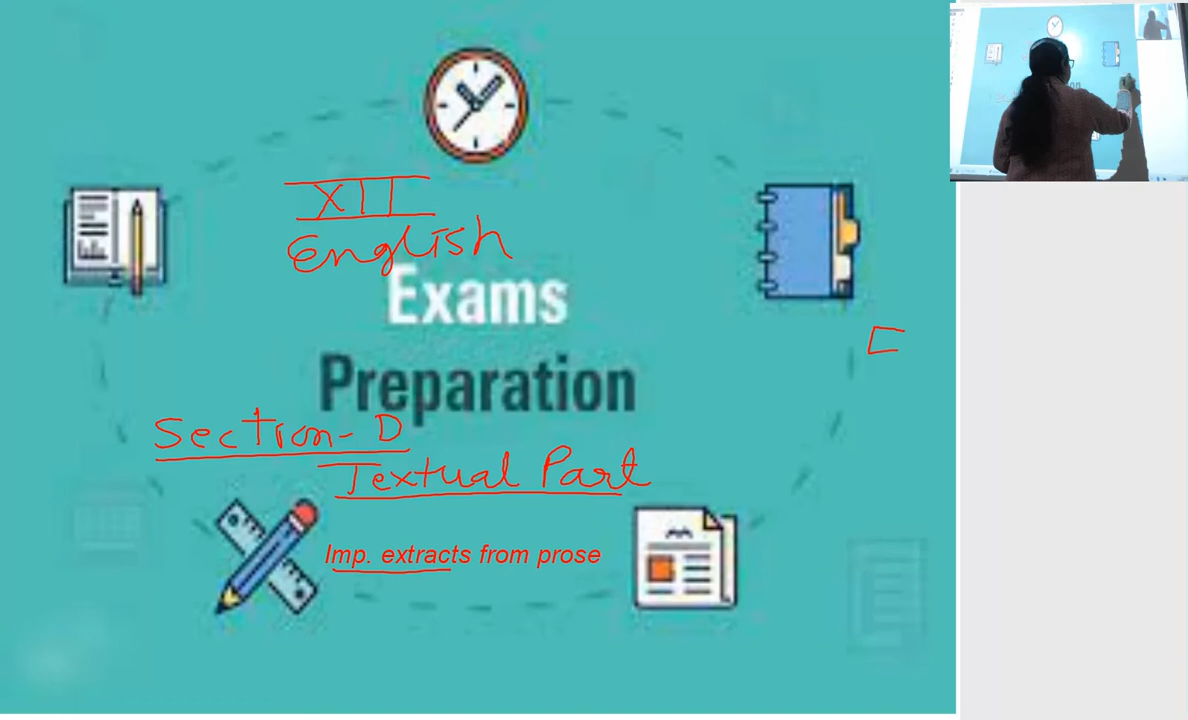 XII
English
Exams
Preparation
Section-D
Textual Part
Imp. extracts from prose